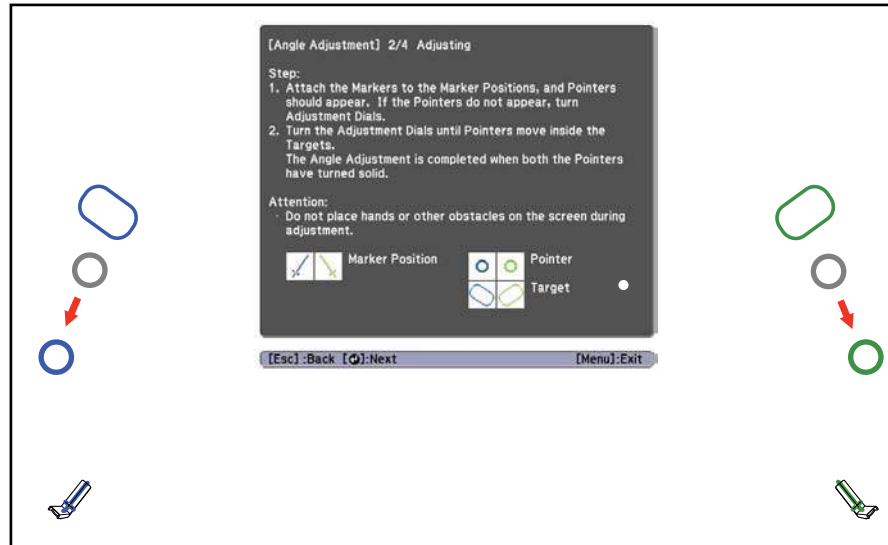 [Angle Adjustment] 2/4 Adjusting
Step:
1. Attach the Markers to the Marker Positions, and Pointers
should appear. If the Pointers do not appear, turn
Adjustment Dials.
2. Turn the Adjustment Dials until Pointers move inside the
Targets.
The Angle Adjustment is completed when both the Pointers
have turned solid.
Attention:
· Do not place hands or other obstacles on the screen during
adjustment.
Marker Position
Pointer
Target
[Esc] :Back [⏎]:Next [Menu]:Exit